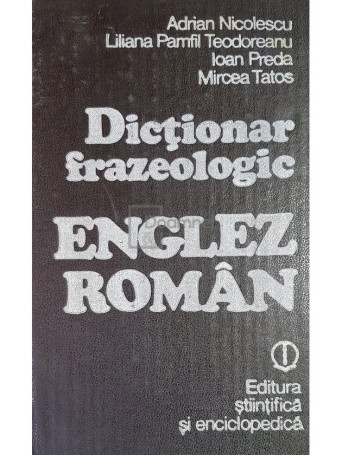 Adrian Nicolescu
Liliana Pamfil Teodoreanu
Ioan Preda
Mircea Tatos
Dicționar
frazeologic
ENGLEZ
ROMÂN
Editura
științifică
și enciclopedică